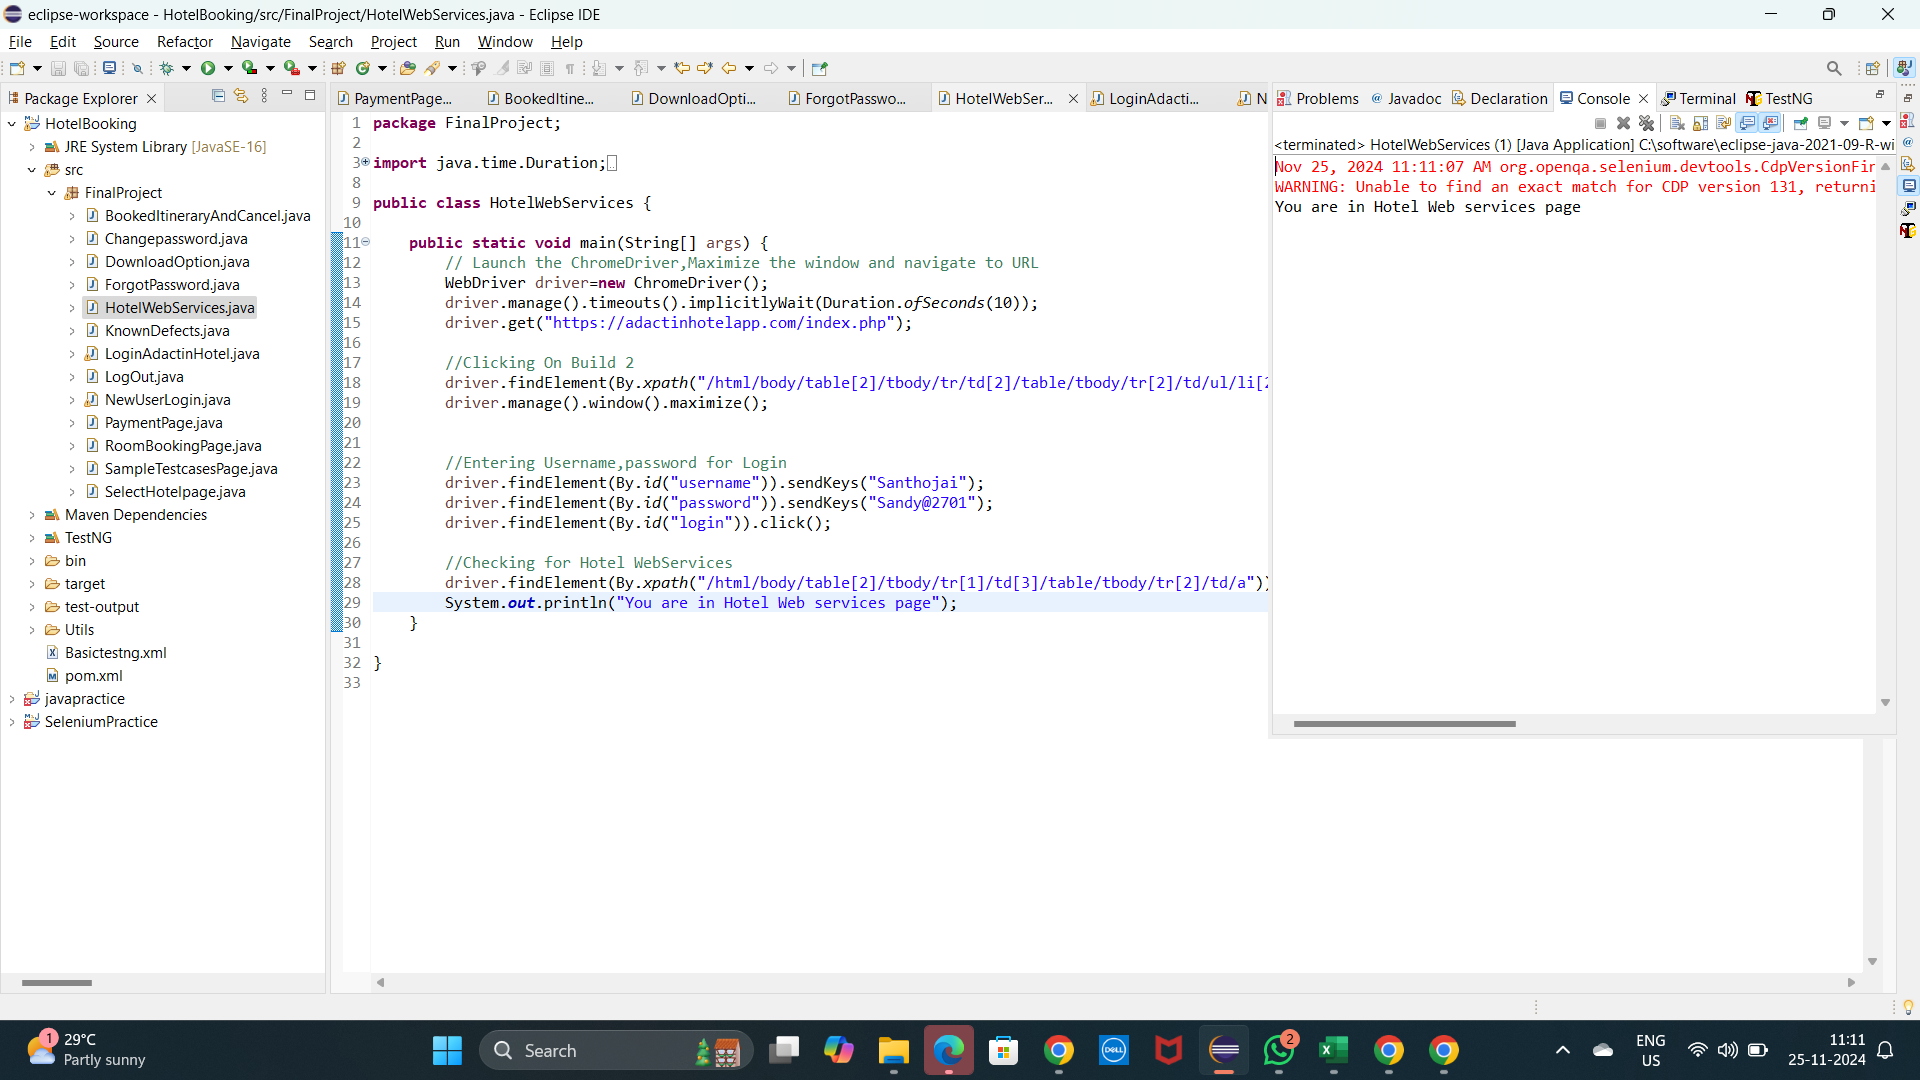 eclipse-workspace - HotelBooking/src/FinalProject/HotelWebServices.java - Eclipse IDE
File Edit Source Refactor Navigate Search Project Run Window Help
Package Explorer
HotelBooking
JRE System Library [JavaSE-16]
src
FinalProject
BookedItineraryAndCancel.java
Changepassword.java
DownloadOption.java
ForgotPassword.java
HotelWebServices.java
KnownDefects.java
LoginAdactinHotel.java
LogOut.java
NewUserLogin.java
PaymentPage.java
RoomBookingPage.java
SampleTestcasesPage.java
SelectHotelpage.java
Maven Dependencies
TestNG
bin
target
test-output
Utils
Basictestng.xml
pom.xml
javapractice
SeleniumPractice
PaymentPage... BookedItine... DownloadOpti... ForgotPasswo... HotelWebSer... LoginAdacti... N
1 package FinalProject;
2
3 import java.time.Duration;
8
9 public class HotelWebServices {
10
11 public static void main(String[] args) {
12 // Launch the ChromeDriver,Maximize the window and navigate to URL
13 WebDriver driver=new ChromeDriver();
14 driver.manage().timeouts().implicitlyWait(Duration.ofSeconds(10));
15 driver.get("https://adactinhotelapp.com/index.php");
16
17 //Clicking On Build 2
18 driver.findElement(By.xpath("/html/body/table[2]/tbody/tr/td[2]/table/tbody/tr[2]/td/ul/li[2
19 driver.manage().window().maximize();
20
21
22 //Entering Username,password for Login
23 driver.findElement(By.id("username")).sendKeys("Santhojai");
24 driver.findElement(By.id("password")).sendKeys("Sandy@2701");
25 driver.findElement(By.id("login")).click();
26
27 //Checking for Hotel WebServices
28 driver.findElement(By.xpath("/html/body/table[2]/tbody/tr[1]/td[3]/table/tbody/tr[2]/td/a"))
29 System.out.println("You are in Hotel Web services page");
30 }
31
32 }
33
Problems Javadoc Declaration Console Terminal TestNG
<terminated> HotelWebServices (1) [Java Application] C:\software\eclipse-java-2021-09-R-wi
Nov 25, 2024 11:11:07 AM org.openqa.selenium.devtools.CdpVersionFin
WARNING: Unable to find an exact match for CDP version 131, returni
You are in Hotel Web services page
1
29°C
Partly sunny
Search
DELL
2
ENG
US
11:11
25-11-2024